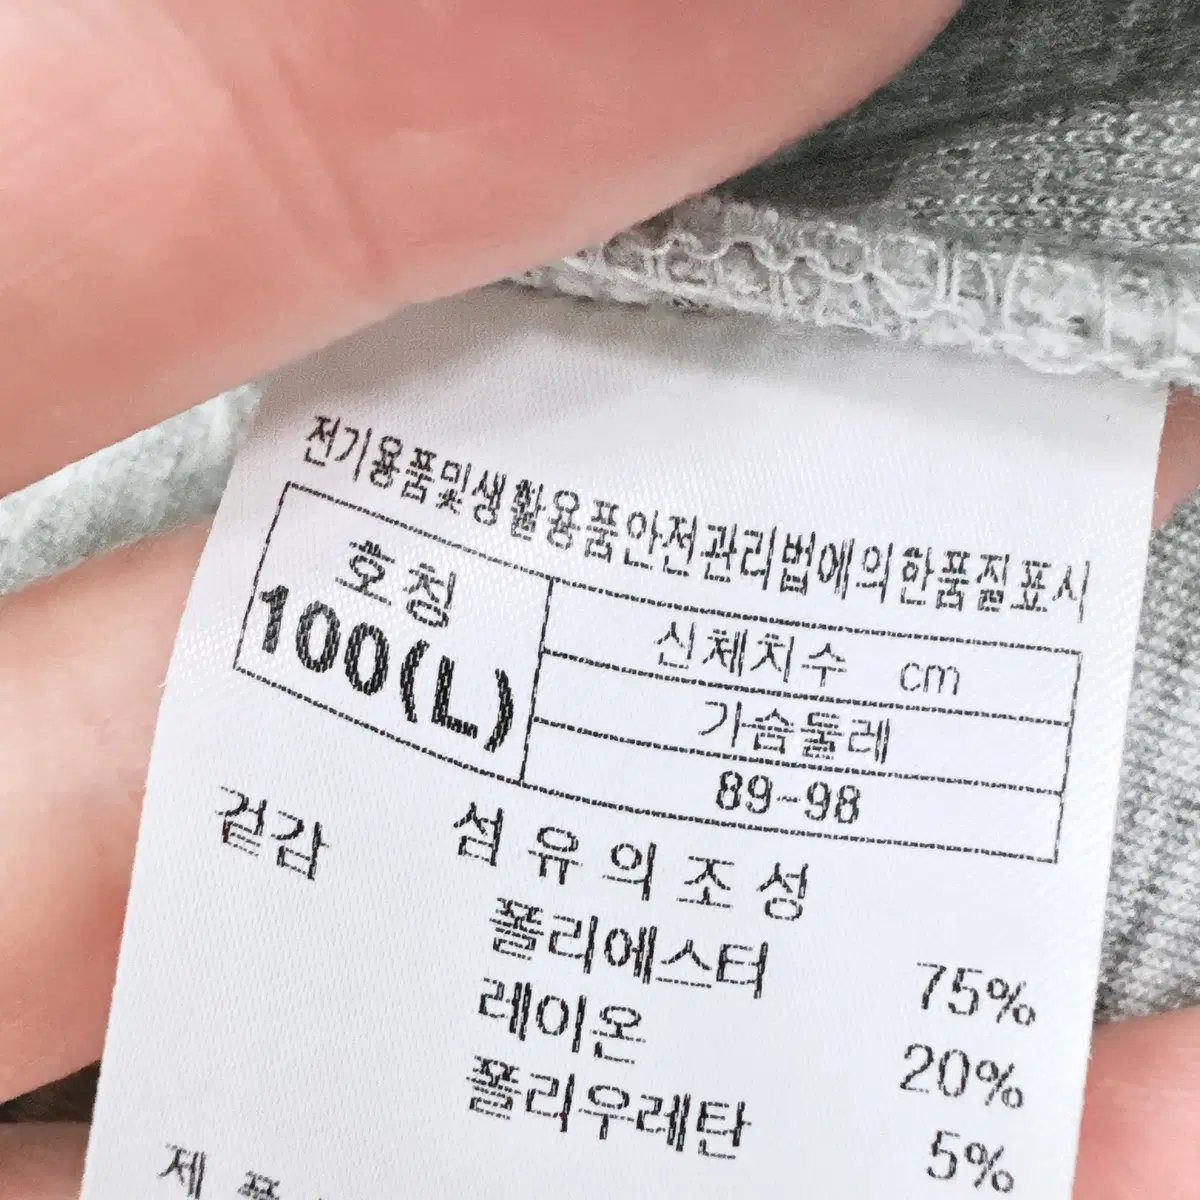 전기용품및생활용품안전관리법에의한품질표시
호칭
100(L)
신체치수 cm
가슴둘레
89-98
섬유의조성
겉감
폴리에스터 75%
레이온 20%
폴리우레탄 5%
제 품